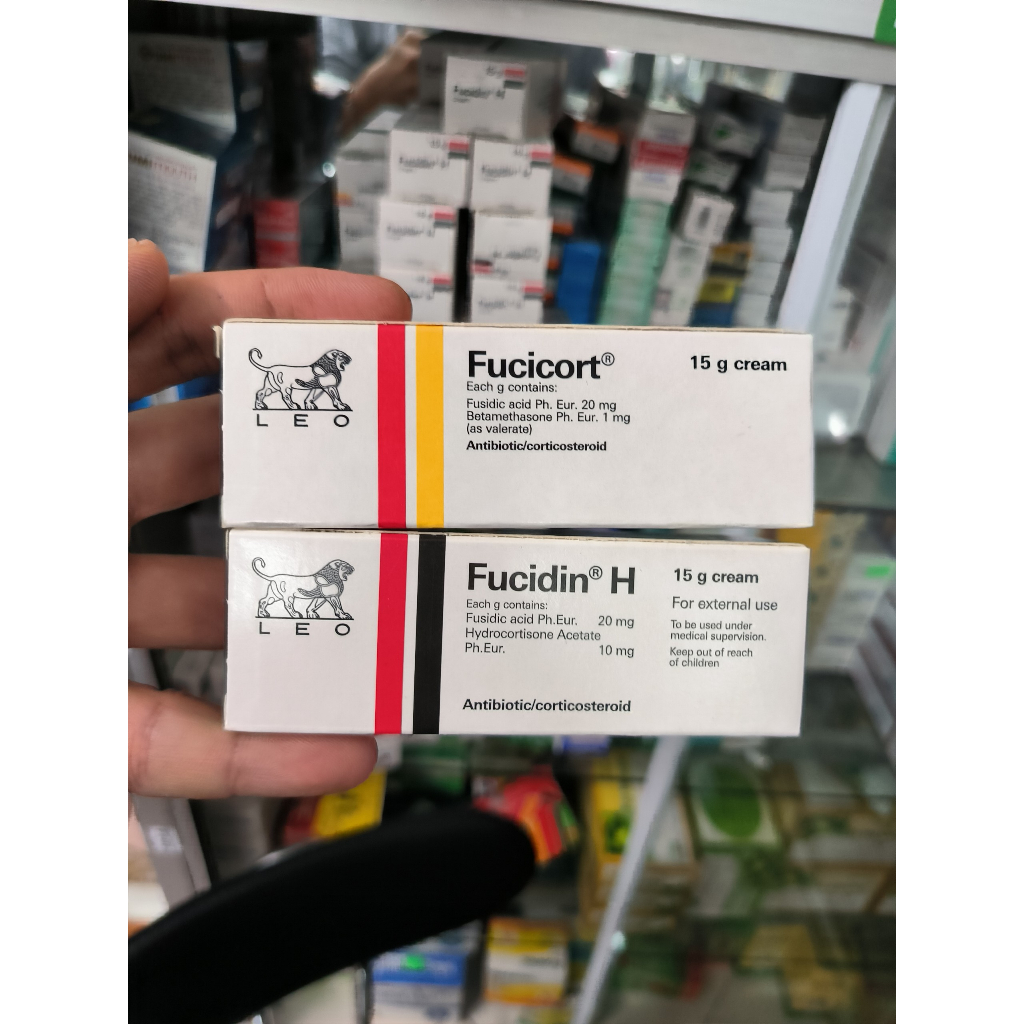 Fucidin® H
LEO
Fucicort®
15 g cream
Each g contains:
Fusidic acid Ph. Eur. 20 mg
Betamethasone Ph. Eur. 1 mg
(as valerate)
Antibiotic/corticosteroid
LEO
Fucidin® H
15 g cream
Each g contains:
Fusidic acid Ph.Eur. 20 mg
Hydrocortisone Acetate
Ph.Eur. 10 mg
For external use
To be used under
medical supervision.
Keep out of reach
of children
Antibiotic/corticosteroid